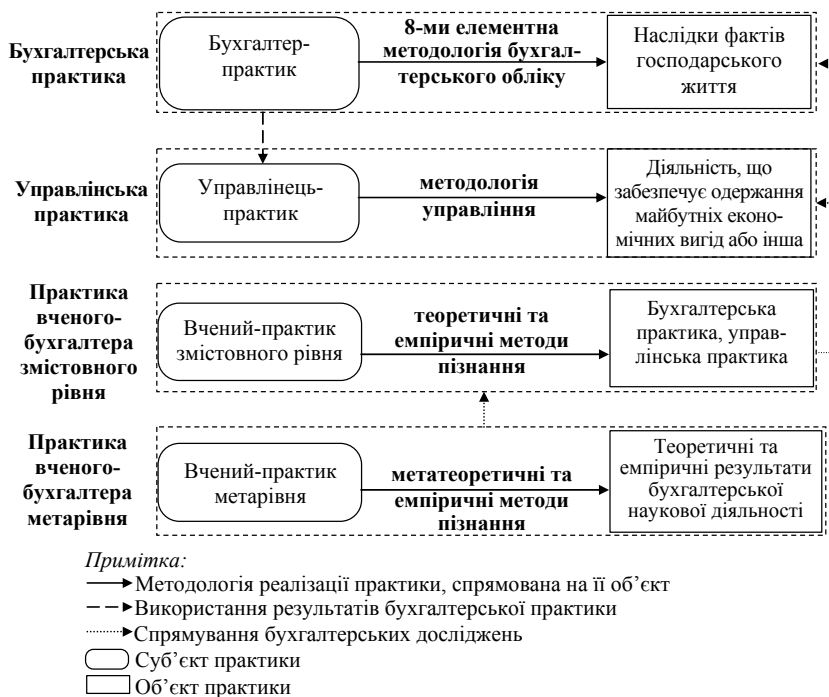 Бухгалтерська
практика
Бухгалтер-
практик
8-ми елементна
методологія бухгал-
терського обліку
Наслідки фактів
господарського
життя
Управлінська
практика
Управлінець-
практик
методологія
управління
Діяльність, що
забезпечує одержання
майбутніх еконо-
мічних вигід або інша
Практика
вченого-
бухгалтера
змістовного
рівня
Вчений-практик
змістовного рівня
теоретичні та
емпіричні методи
пізнання
Бухгалтерська
практика, управ-
лінська практика
Практика
вченого-
бухгалтера
метарівня
Вчений-практик
метарівня
метатеоретичні та
емпіричні методи
пізнання
Теоретичні та
емпіричні результати
бухгалтерської
наукової діяльності
Примітка:
Методологія реалізації практики, спрямована на її об’єкт
Використання результатів бухгалтерської практики
Спрямування бухгалтерських досліджень
Суб’єкт практики
Об’єкт практики